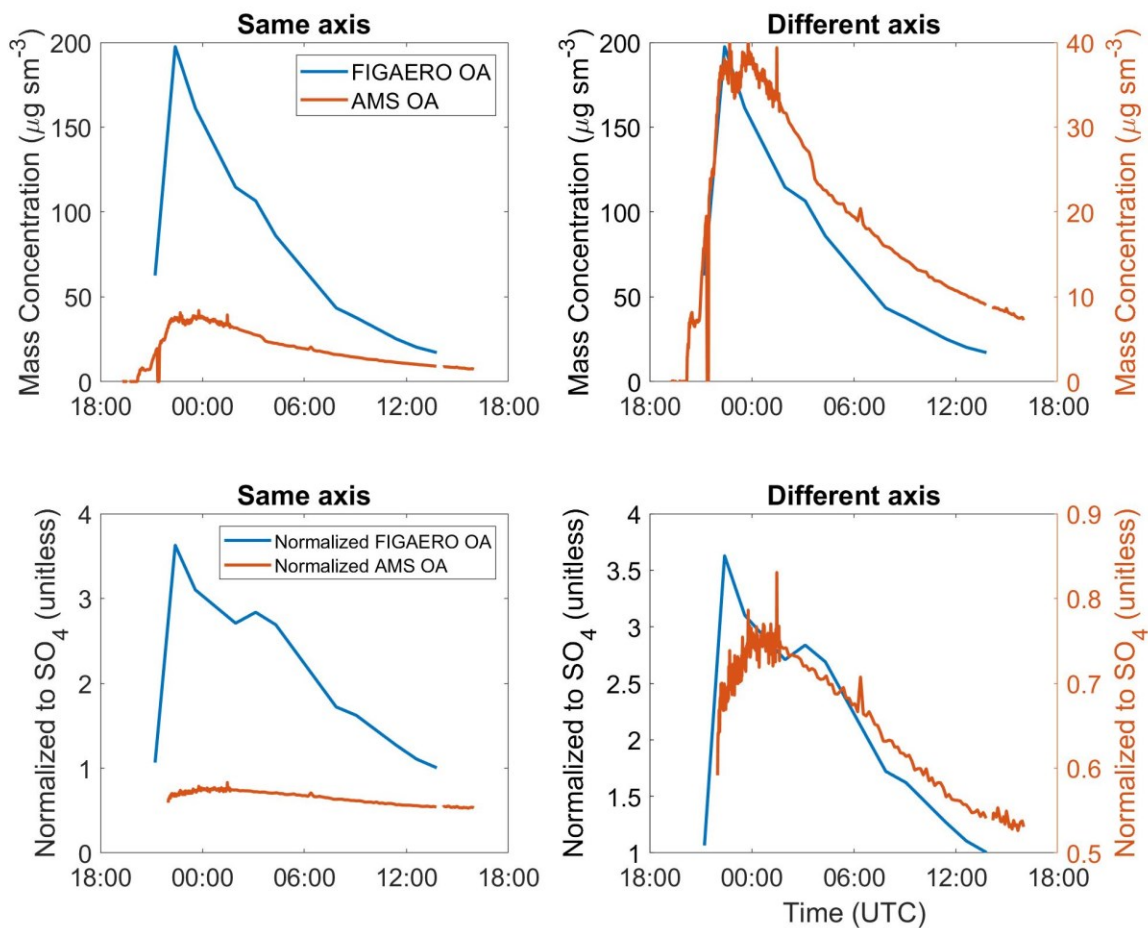 Same axis
Mass Concentration (μg sm⁻³)
200
150
100
50
0
FIGAERO OA
AMS OA
18:00 00:00 06:00 12:00 18:00
Different axis
Mass Concentration (μg sm⁻³)
200
150
100
50
0
40
30
20
10
0
Mass Concentration (μg sm⁻³)
18:00 00:00 06:00 12:00 18:00
Same axis
Normalized to SO₄ (unitless)
4
3
2
1
0
Normalized FIGAERO OA
Normalized AMS OA
18:00 00:00 06:00 12:00 18:00
Different axis
Normalized to SO₄ (unitless)
4
3.5
3
2.5
2
1.5
1
0.9
0.8
0.7
0.6
0.5
Normalized to SO₄ (unitless)
18:00 00:00 06:00 12:00 18:00
Time (UTC)